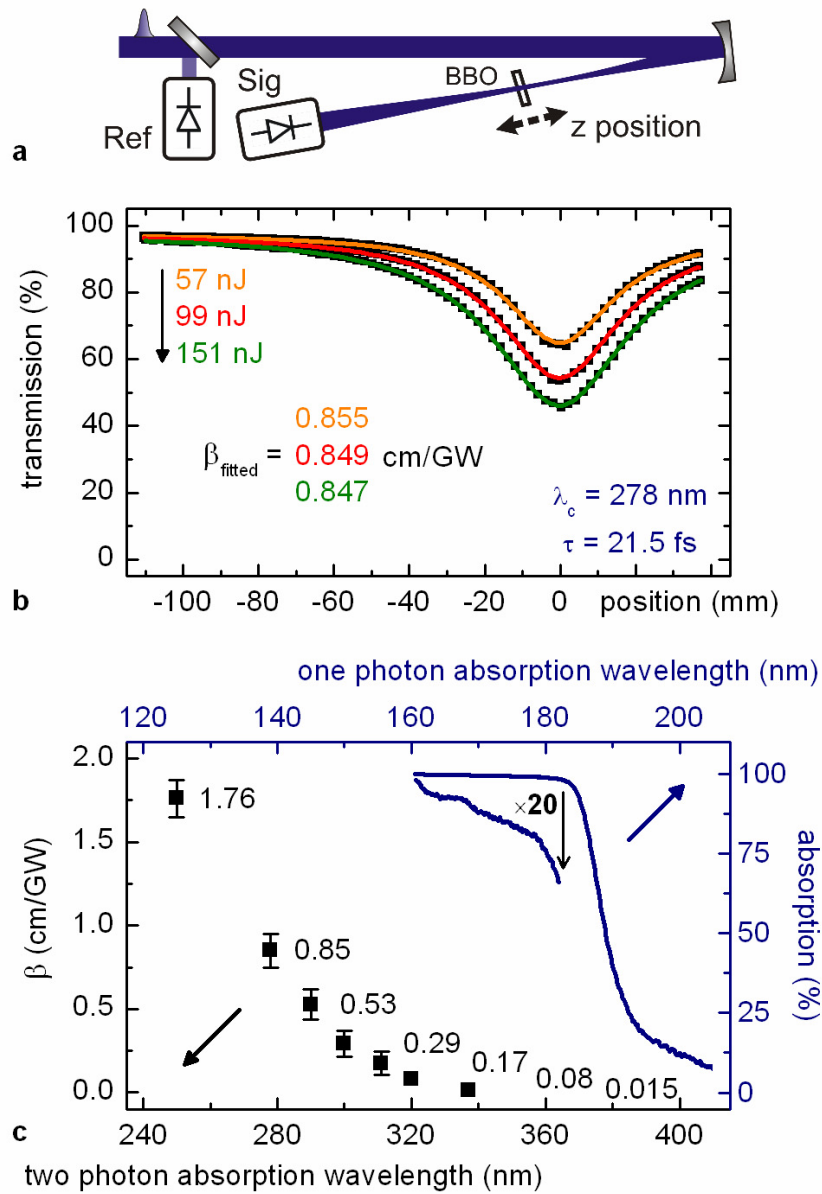 Ref
Sig
BBO
z position
a
transmission (%)
100
80
60
40
20
0
57 nJ
99 nJ
151 nJ
βfitted = 0.855 0.849 0.847 cm/GW
λc = 278 nm
τ = 21.5 fs
-100 -80 -60 -40 -20 0 position (mm)
b
one photon absorption wavelength (nm)
120 140 160 180 200
β (cm/GW)
2.0
1.5
1.0
0.5
0.0
1.76
0.85
0.53
0.29
0.17
0.08
0.015
×20
100
75
50
25
0
absorption (%)
c
240 280 320 360 400
two photon absorption wavelength (nm)